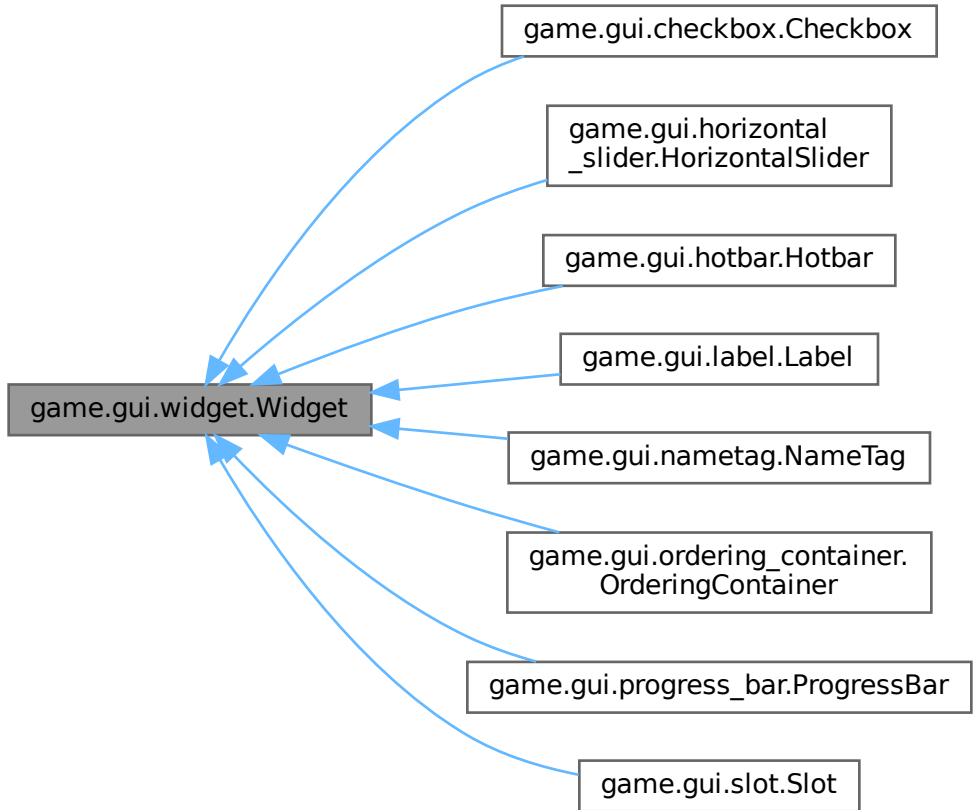 game.gui.checkbox.Checkbox
game.gui.horizontal
_slider.HorizontalSlider
game.gui.hotbar.Hotbar
game.gui.label.Label
game.gui.widget.Widget
game.gui.nametag.NameTag
game.gui.ordering_container.
OrderingContainer
game.gui.progress_bar.ProgressBar
game.gui.slot.Slot